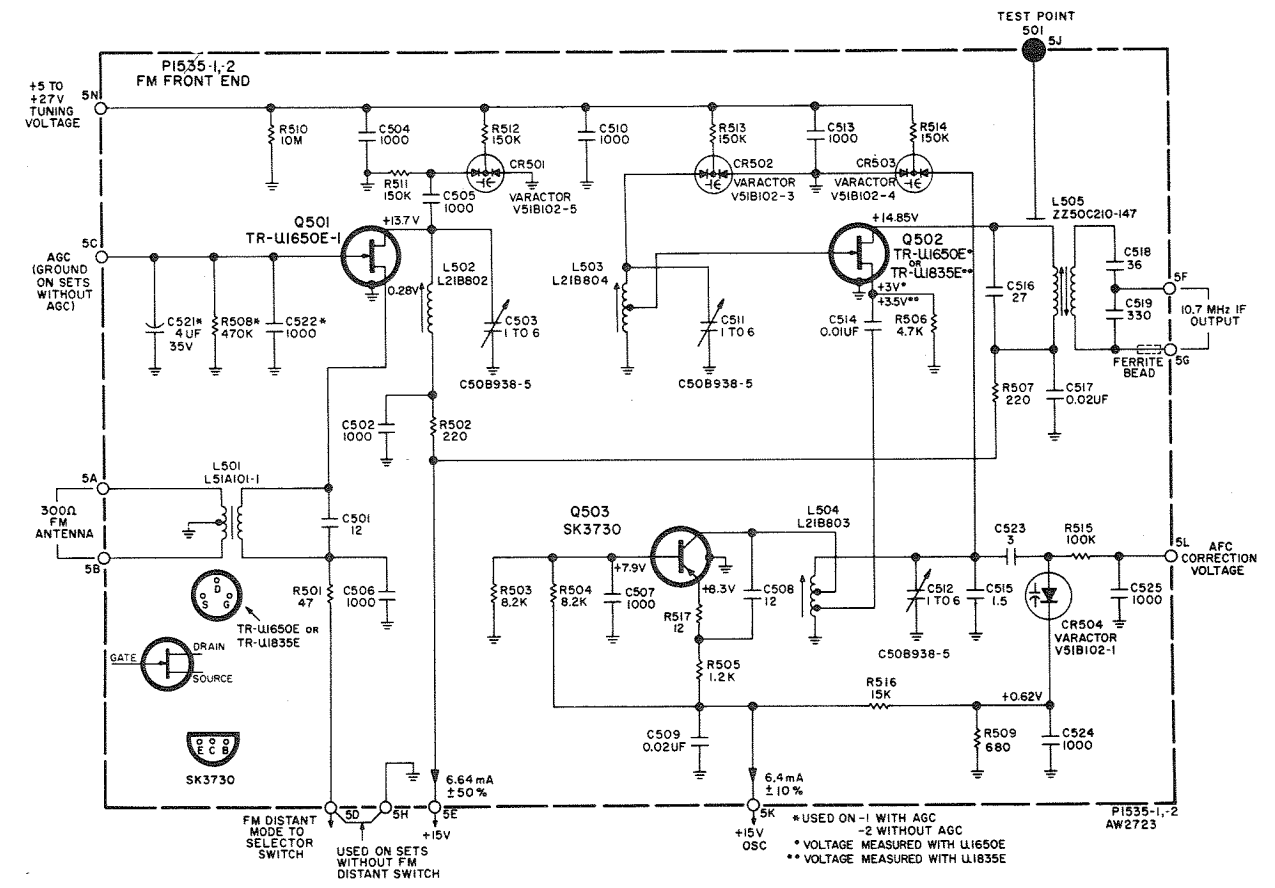 TEST POINT
501
5J
P1535-1,-2
FM FRONT END
+5 TO
+27V
TUNING
VOLTAGE
5N
R510
10M
C504
1000
R512
150K
C510
1000
R513
150K
C513
1000
R514
150K
R511
150K
CR501
VARACTOR
V51B102-5
C505
1000
CR502
VARACTOR
V51B102-3
CR503
VARACTOR
V51B102-4
L505
ZZ50C210-147
Q501
TR-U1650E-1
+13.7V
+14.85V
Q502
TR-U1650E*
OR
TR-U1835E**
5C
AGC
(GROUND
ON SETS
WITHOUT
AGC)
0.28V
L502
L21B802
L503
L21B804
+3V*
+3.5V**
C518
36
5F
C516
27
C519
330
10.7 MHz IF
OUTPUT
C521*
4 UF
35V
R508*
470K
C522*
1000
C503
1 TO 6
C50B938-5
C511
1 TO 6
C50B938-5
C514
0.01UF
R506
4.7K
FERRITE
BEAD
5G
R507
220
C517
0.02UF
C502
1000
R502
220
5A
L501
L51A101-1
300Ω
FM
ANTENNA
5B
C501
12
Q503
SK3730
L504
L21B803
C523
3
R515
100K
5L
AFC
CORRECTION
VOLTAGE
+7.9V
+8.3V
D
S G
TR-U1650E OR
TR-U1835E
R501
47
C506
1000
R503
8.2K
R504
8.2K
C507
1000
R517
12
C508
12
C512
1 TO 6
C50B938-5
C515
1.5
CR504
VARACTOR
V51B102-1
C525
1000
GATE
DRAIN
SOURCE
R505
1.2K
R516
15K
+0.62V
E C B
SK3730
C509
0.02UF
R509
680
C524
1000
6.64mA
±50%
6.4mA
±10%
5D
5H
5E
+15V
5K
+15V
OSC
FM DISTANT
MODE TO
SELECTOR
SWITCH
USED ON SETS
WITHOUT FM
DISTANT SWITCH
*USED ON -1 WITH AGC
-2 WITHOUT AGC
* VOLTAGE MEASURED WITH U1650E
** VOLTAGE MEASURED WITH U1835E
P1535-1,-2
AW2723